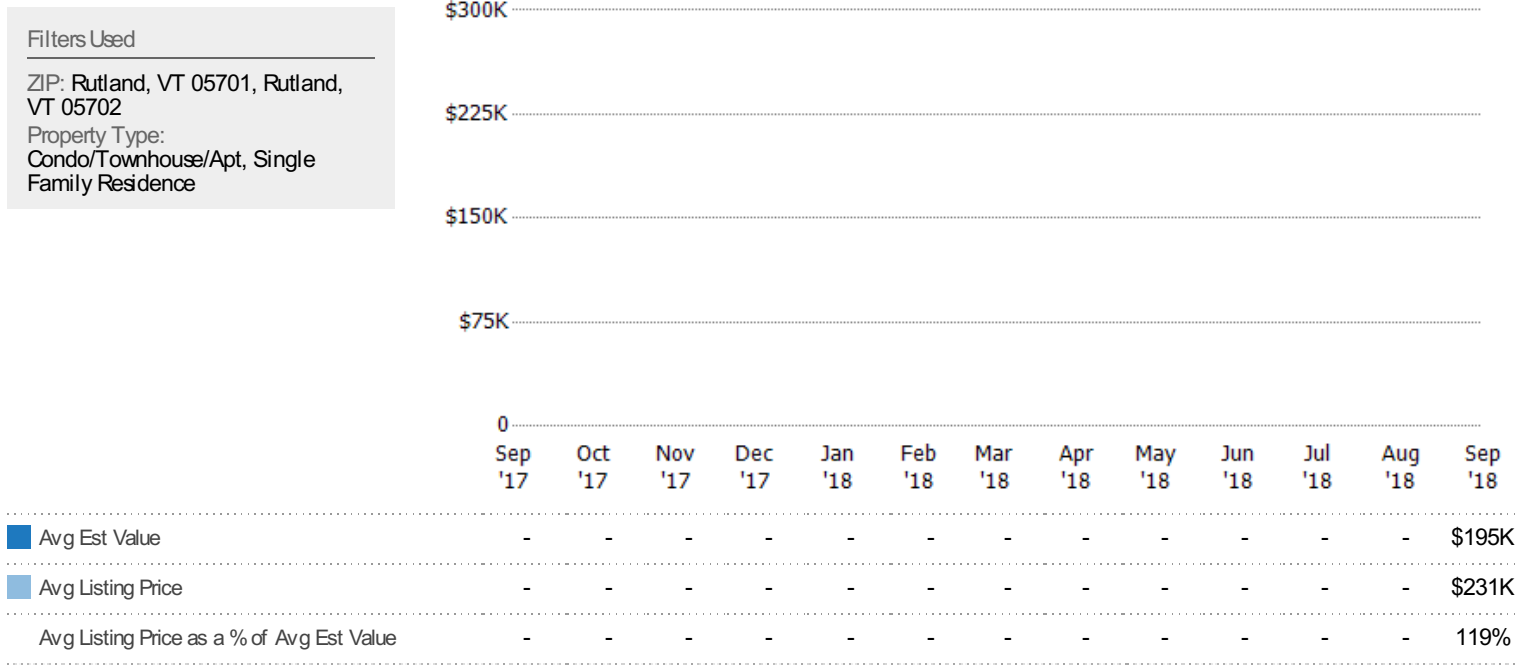 Filters Used
ZIP: Rutland, VT 05701, Rutland,
VT 05702
Property Type:
Condo/Townhouse/Apt, Single
Family Residence
$300K
$225K
$150K
$75K
0
Sep Oct Nov Dec Jan Feb Mar Apr May Jun Jul Aug Sep
'17 '17 '17 '17 '18 '18 '18 '18 '18 '18 '18 '18 '18
Avg Est Value - - - - - - - - - - - - $195K
Avg Listing Price - - - - - - - - - - - - $231K
Avg Listing Price as a % of Avg Est Value - - - - - - - - - - - - 119%